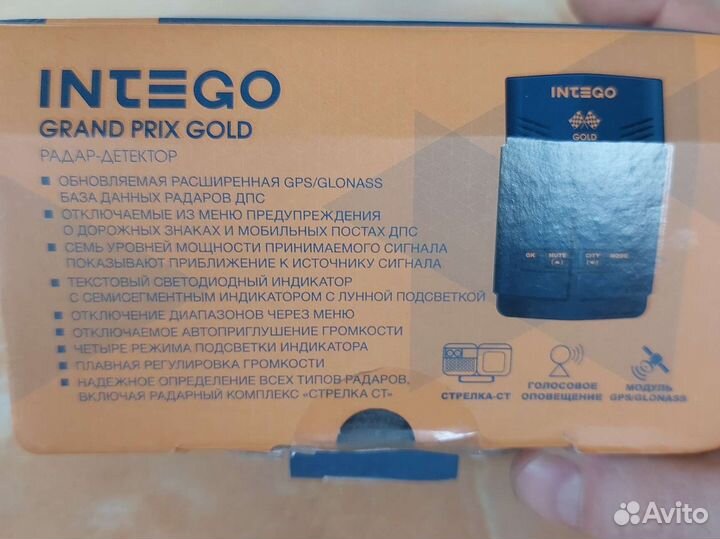 INTEGO
GRAND PRIX GOLD
РАДАР-ДЕТЕКТОР
ОБНОВЛЯЕМАЯ РАСШИРЕННАЯ GPS/GLONASS
БАЗА ДАННЫХ РАДАРОВ ДПС
ОТКЛЮЧАЕМЫЕ ИЗ МЕНЮ ПРЕДУПРЕЖДЕНИЯ
О ДОРОЖНЫХ ЗНАКАХ И МОБИЛЬНЫХ ПОСТАХ ДПС
СЕМЬ УРОВНЕЙ МОЩНОСТИ ПРИНИМАЕМОГО СИГНАЛА
ПОКАЗЫВАЮТ ПРИБЛИЖЕНИЕ К ИСТОЧНИКУ СИГНАЛА
ТЕКСТОВЫЙ СВЕТОДИОДНЫЙ ИНДИКАТОР
С СЕМИСЕГМЕНТНЫМ ИНДИКАТОРОМ С ЛУННОЙ ПОДСВЕТКОЙ
ОТКЛЮЧЕНИЕ ДИАПАЗОНОВ ЧЕРЕЗ МЕНЮ
ОТКЛЮЧАЕМОЕ АВТОПРИГЛУШЕНИЕ ГРОМКОСТИ
ЧЕТЫРЕ РЕЖИМА ПОДСВЕТКИ ИНДИКАТОРА
ПЛАВНАЯ РЕГУЛИРОВКА ГРОМКОСТИ
НАДЕЖНОЕ ОПРЕДЕЛЕНИЕ ВСЕХ ТИПОВ РАДАРОВ,
ВКЛЮЧАЯ РАДАРНЫЙ КОМПЛЕКС «СТРЕЛКА СТ»
INTEGO
GOLD
OK MUTE CITY MODE
СТРЕЛКА-СТ
ГОЛОСОВОЕ
ОПОВЕЩЕНИЕ
МОДУЛЬ
GPS/GLONASS
Avito